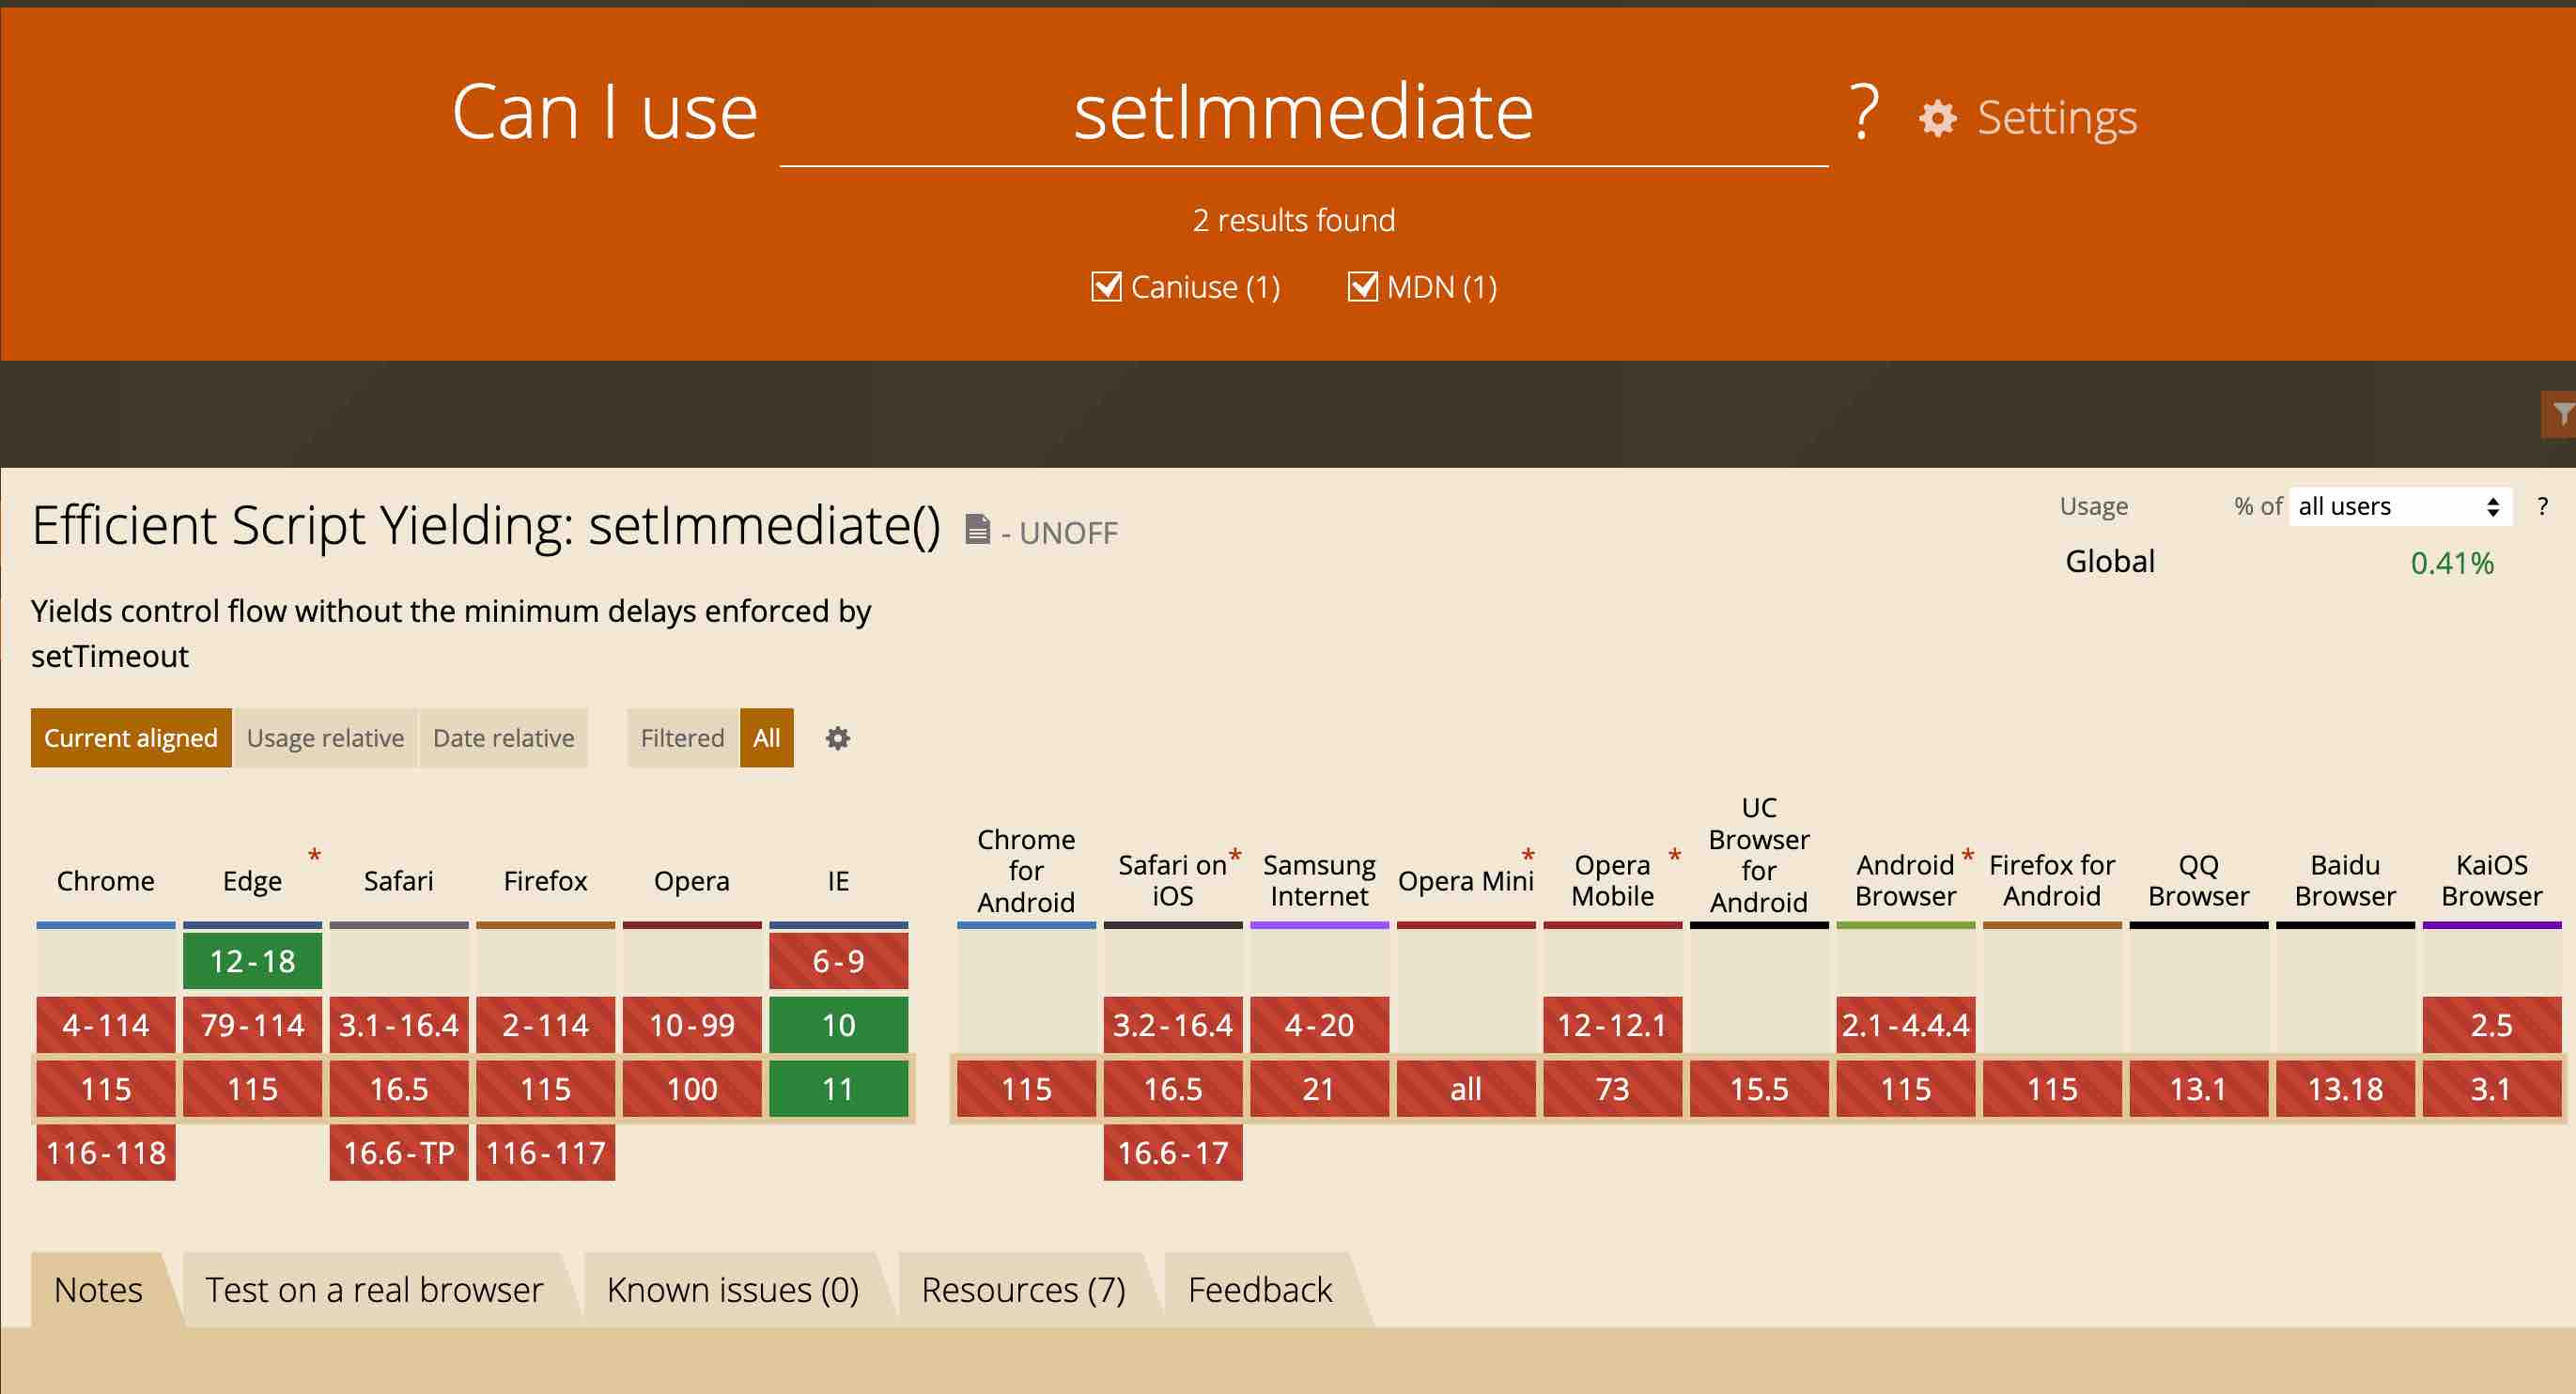 Can I use setImmediate ? Settings
2 results found
Caniuse (1) MDN (1)
Efficient Script Yielding: setImmediate() - UNOFF
Usage % of all users ?
Global 0.41%
Yields control flow without the minimum delays enforced by
setTimeout
Current aligned Usage relative Date relative Filtered All
Chrome Edge * Safari Firefox Opera IE
Chrome for Android Safari on iOS * Samsung Internet Opera Mini * Opera Mobile * UC Browser for Android Android Browser * Firefox for Android QQ Browser Baidu Browser KaiOS Browser
12-18 6-9
4-114 79-114 3.1-16.4 2-114 10-99 10 3.2-16.4 4-20 12-12.1 2.1-4.4.4 2.5
115 115 16.5 115 100 11 115 16.5 21 all 73 15.5 115 115 13.1 13.18 3.1
116-118 16.6-TP 116-117 16.6-17
Notes Test on a real browser Known issues (0) Resources (7) Feedback